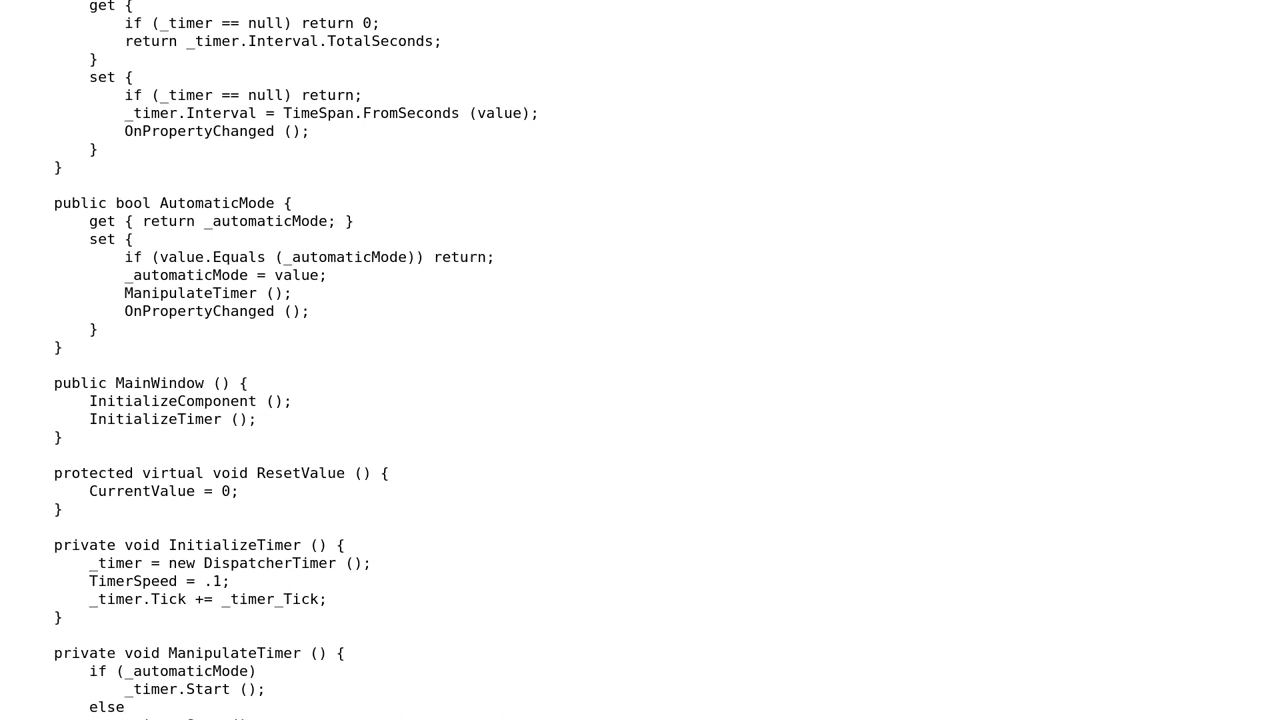 get {
if (_timer == null) return 0;
return _timer.Interval.TotalSeconds;
}
set {
if (_timer == null) return;
_timer.Interval = TimeSpan.FromSeconds (value);
OnPropertyChanged ();
}
}
public bool AutomaticMode {
get { return _automaticMode; }
set {
if (value.Equals (_automaticMode)) return;
_automaticMode = value;
ManipulateTimer ();
OnPropertyChanged ();
}
}
public MainWindow () {
InitializeComponent ();
InitializeTimer ();
}
protected virtual void ResetValue () {
CurrentValue = 0;
}
private void InitializeTimer () {
_timer = new DispatcherTimer ();
TimerSpeed = .1;
_timer.Tick += _timer_Tick;
}
private void ManipulateTimer () {
if (_automaticMode)
_timer.Start ();
else